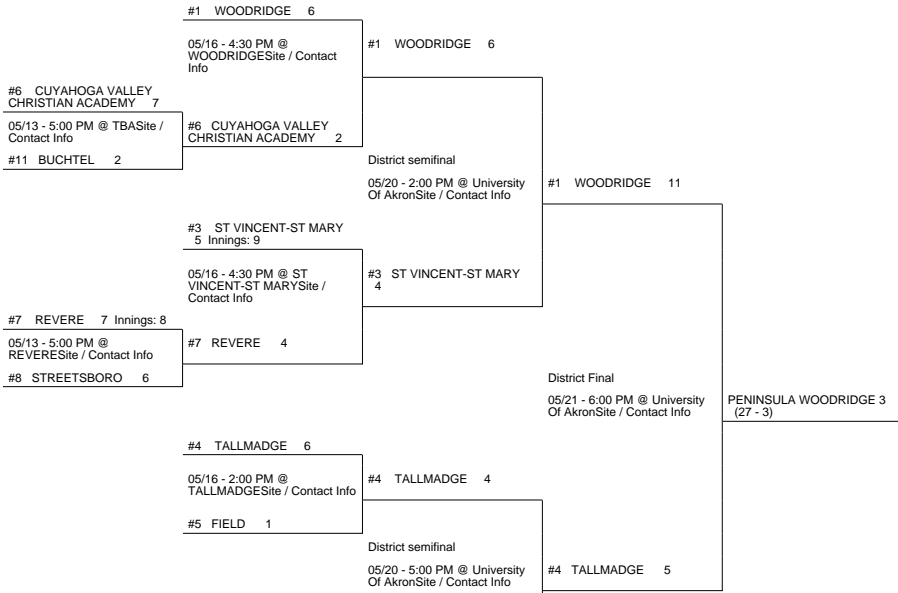 #1 WOODRIDGE 6
05/16 - 4:30 PM @
WOODRIDGESite / Contact
Info
#1 WOODRIDGE 6
#6 CUYAHOGA VALLEY
CHRISTIAN ACADEMY 7
05/13 - 5:00 PM @ TBASite /
Contact Info
#11 BUCHTEL 2
#6 CUYAHOGA VALLEY
CHRISTIAN ACADEMY 2
District semifinal
05/20 - 2:00 PM @ University
Of AkronSite / Contact Info
#1 WOODRIDGE 11
#3 ST VINCENT-ST MARY
5 Innings: 9
05/16 - 4:30 PM @ ST
VINCENT-ST MARYSite /
Contact Info
#3 ST VINCENT-ST MARY
4
#7 REVERE 7 Innings: 8
05/13 - 5:00 PM @
REVERESite / Contact Info
#8 STREETSBORO 6
#7 REVERE 4
District Final
05/21 - 6:00 PM @ University
Of AkronSite / Contact Info
PENINSULA WOODRIDGE 3
(27 - 3)
#4 TALLMADGE 6
05/16 - 2:00 PM @
TALLMADGESite / Contact Info
#5 FIELD 1
#4 TALLMADGE 4
District semifinal
05/20 - 5:00 PM @ University
Of AkronSite / Contact Info
#4 TALLMADGE 5